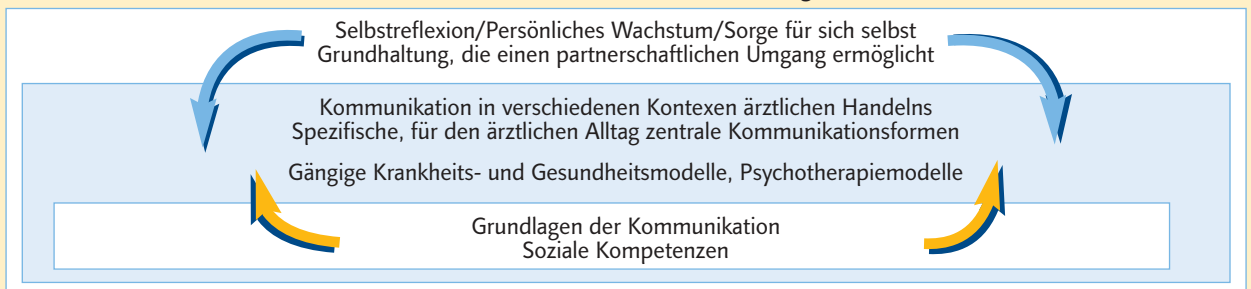 Selbstreflexion/Persönliches Wachstum/Sorge für sich selbst
Grundhaltung, die einen partnerschaftlichen Umgang ermöglicht
Kommunikation in verschiedenen Kontexen ärztlichen Handelns
Spezifische, für den ärztlichen Alltag zentrale Kommunikationsformen
Gängige Krankheits- und Gesundheitsmodelle, Psychotherapiemodelle
Grundlagen der Kommunikation
Soziale Kompetenzen